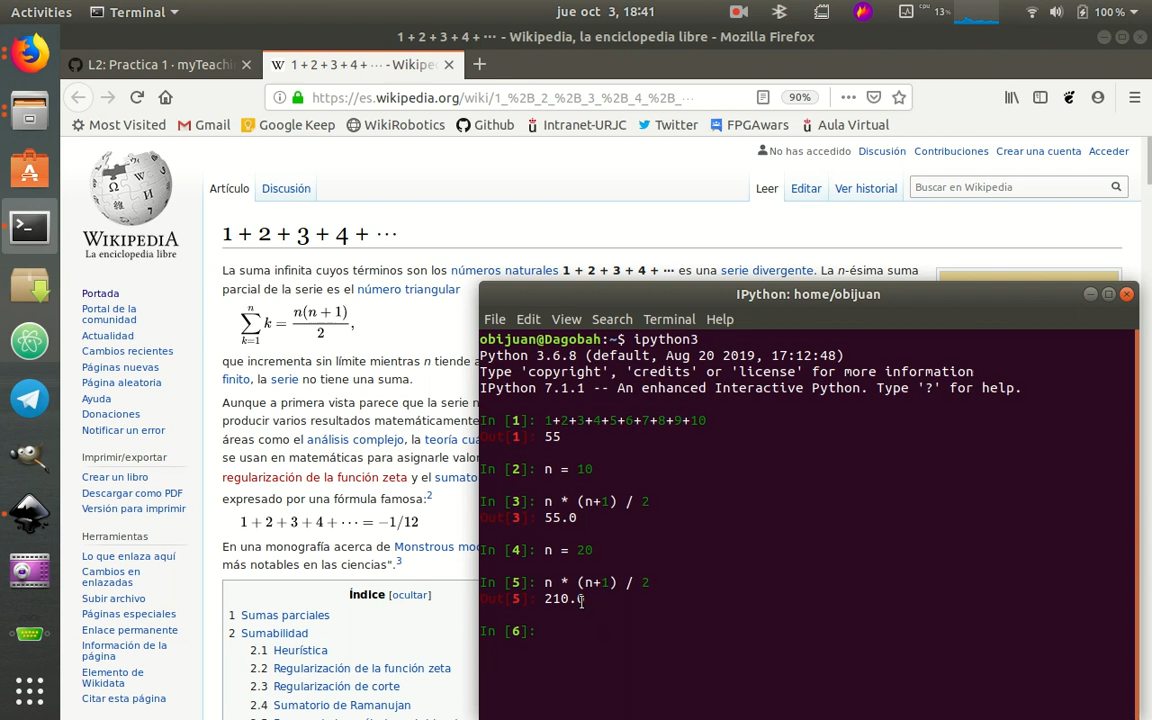 Activities
Terminal
jue oct 3, 18:41
cpu 13%
100 %
1 + 2 + 3 + 4 + ⋯ - Wikipedia, la enciclopedia libre - Mozilla Firefox
L2: Practica 1 · myTeachi
1 + 2 + 3 + 4 + ⋯ - Wikipe
https://es.wikipedia.org/wiki/1_%2B_2_%2B_3_%2B_4_%2B_⋯
90%
Most Visited
Gmail
Google Keep
WikiRobotics
Github
Intranet-URJC
Twitter
FPGAwars
Aula Virtual
No has accedido Discusión Contribuciones Crear una cuenta Acceder
Artículo Discusión
Leer Editar Ver historial
Buscar en Wikipedia
WIKIPEDIA
La enciclopedia libre
Portada
Portal de la
comunidad
Actualidad
Cambios recientes
Páginas nuevas
Página aleatoria
Ayuda
Donaciones
Notificar un error
Imprimir/exportar
Crear un libro
Descargar como PDF
Versión para imprimir
Herramientas
Lo que enlaza aquí
Cambios en
enlazadas
Subir archivo
Páginas especiales
Enlace permanente
Información de la
página
Elemento de
Wikidata
Citar esta página
1 + 2 + 3 + 4 + ⋯
La suma infinita cuyos términos son los números naturales 1 + 2 + 3 + 4 + ⋯ es una serie divergente. La n-ésima suma
parcial de la serie es el número triangular
∑ₖ₌₁ⁿ k = n(n + 1)/2,
que incrementa sin límite mientras n tiende a
finito, la serie no tiene una suma.
Aunque a primera vista parece que la serie n
producir varios resultados matemáticamente
áreas como el análisis complejo, la teoría cu
se usan en matemáticas para asignarle valor
regularización de la función zeta y el sumato
expresado por una fórmula famosa:2
1 + 2 + 3 + 4 + ⋯ = −1/12
En una monografía acerca de Monstrous mo
más notables en las ciencias".3
Índice [ocultar]
1 Sumas parciales
2 Sumabilidad
2.1 Heurística
2.2 Regularización de la función zeta
2.3 Regularización de corte
2.4 Sumatorio de Ramanujan
IPython: home/obijuan
File Edit View Search Terminal Help
obijuan@Dagobah:~$ ipython3
Python 3.6.8 (default, Aug 20 2019, 17:12:48)
Type 'copyright', 'credits' or 'license' for more information
IPython 7.1.1 -- An enhanced Interactive Python. Type '?' for help.
In [1]: 1+2+3+4+5+6+7+8+9+10
Out[1]: 55
In [2]: n = 10
In [3]: n * (n+1) / 2
Out[3]: 55.0
In [4]: n = 20
In [5]: n * (n+1) / 2
Out[5]: 210.0
In [6]: